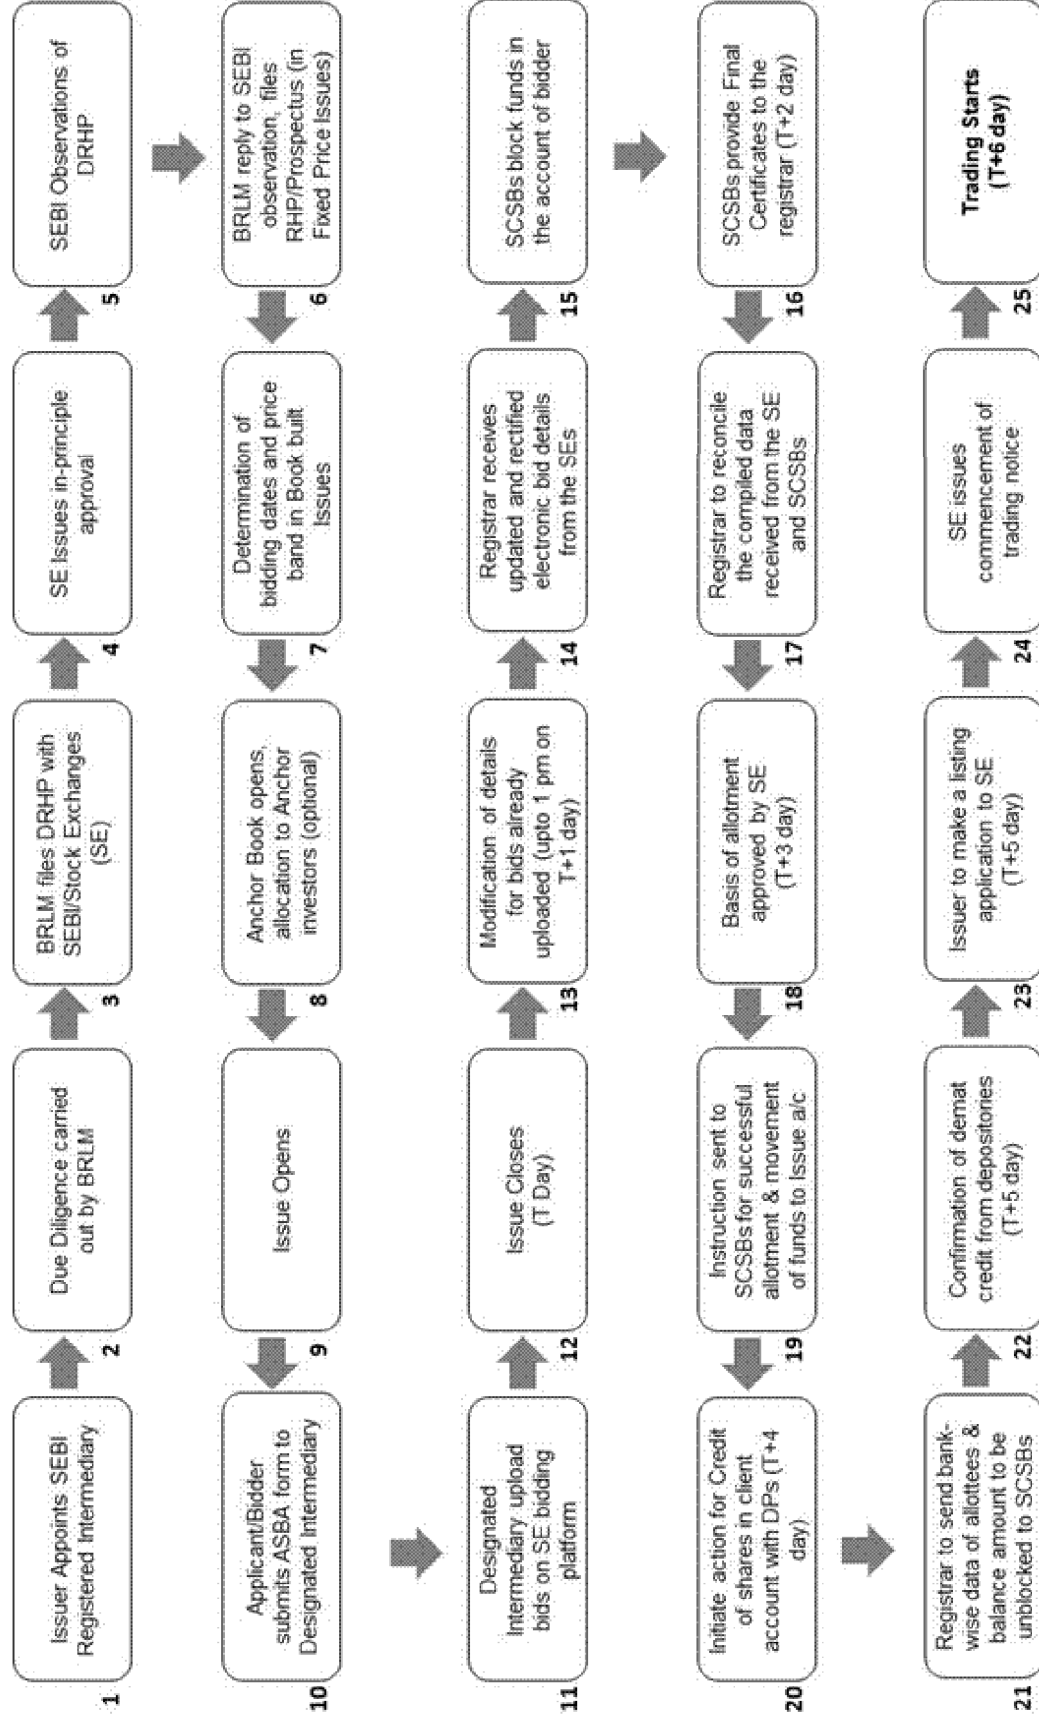 Issuer Appoints SEBI
Registered Intermediary
1
Due Diligence carried
out by BRLM
2
BRLM files DRHP with
SEBI/Stock Exchanges
(SE)
3
SE Issues in-principle
approval
4
SEBI Observations of
DRHP
5
BRLM reply to SEBI
observation, files
RHP/Prospectus (in
Fixed Price Issues)
6
Determination of
bidding dates and price
band in Book built
Issues
7
Anchor Book opens,
allocation to Anchor
investors (optional)
8
Issue Opens
9
Applicant/Bidder
submits ASBA form to
Designated Intermediary
10
Designated
Intermediary upload
bids on SE bidding
platform
11
Issue Closes
(T Day)
12
Modification of details
for bids already
uploaded (upto 1 pm on
T+1 day)
13
Registrar receives
updated and rectified
electronic bid details
from the SEs
14
SCSBs block funds in
the account of bidder
15
SCSBs provide Final
Certificates to the
registrar (T+2 day)
16
Registrar to reconcile
the compiled data
received from the SE
and SCSBs
17
Basis of allotment
approved by SE
(T+3 day)
18
Instruction sent to
SCSBs for successful
allotment & movement
of funds to Issue a/c
19
Initiate action for Credit
of shares in client
account with DPs (T+4
day)
20
Registrar to send bank-
wise data of allottees &
balance amount to be
unblocked to SCSBs
21
Confirmation of demat
credit from depositories
(T+5 day)
22
Issuer to make a listing
application to SE
(T+5 day)
23
SE issues
commencement of
trading notice
24
Trading Starts
(T+6 day)
25